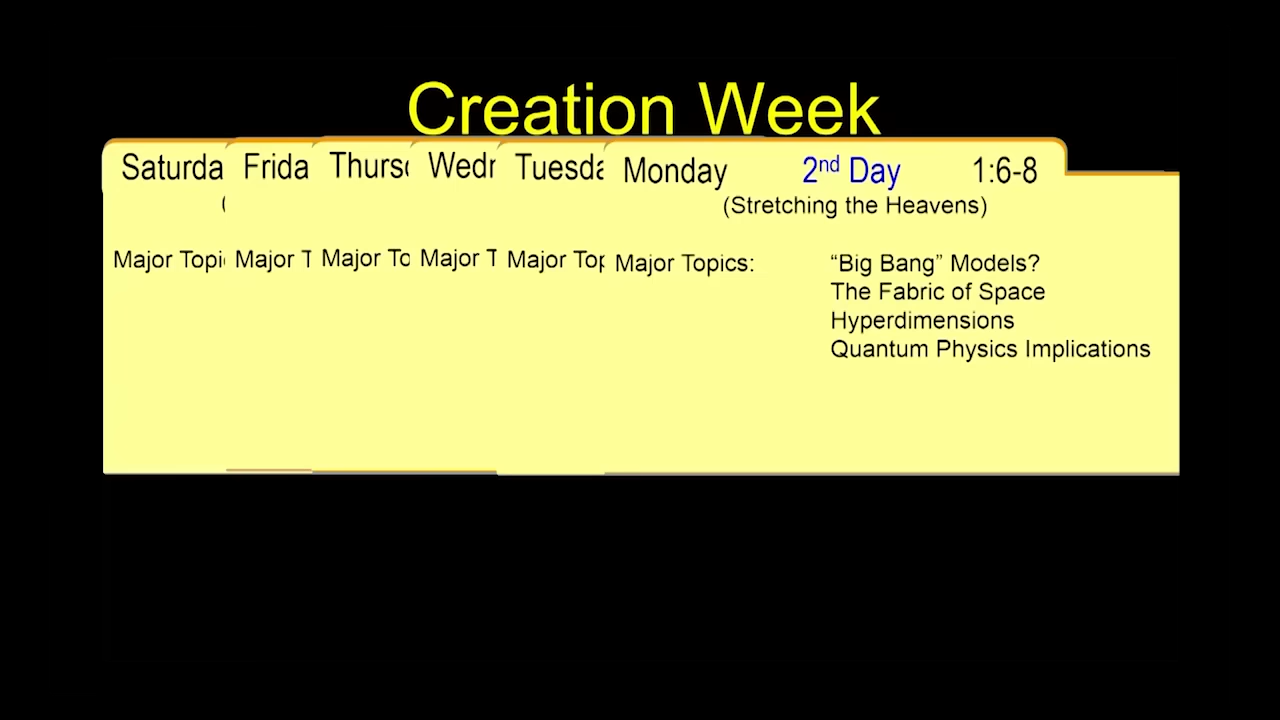 Creation Week
Monday 2nd Day 1:6-8
(Stretching the Heavens)
Major Topics: “Big Bang” Models?
The Fabric of Space
Hyperdimensions
Quantum Physics Implications
Saturda
Frida
Thurs
Wed
Tuesda
Major Topi
Major T
Major To
Major T
Major Top